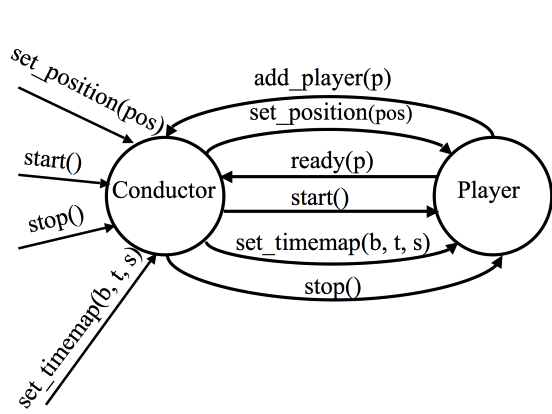 set_position(pos)
start()
stop()
set_timemap(b, t, s)
Conductor
add_player(p)
set_position(pos)
ready(p)
start()
set_timemap(b, t, s)
stop()
Player